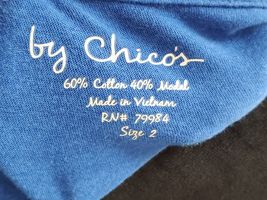 by Chico's
60% Cotton 40% Modal
Made in Vietnam
RN# 79984
Size 2